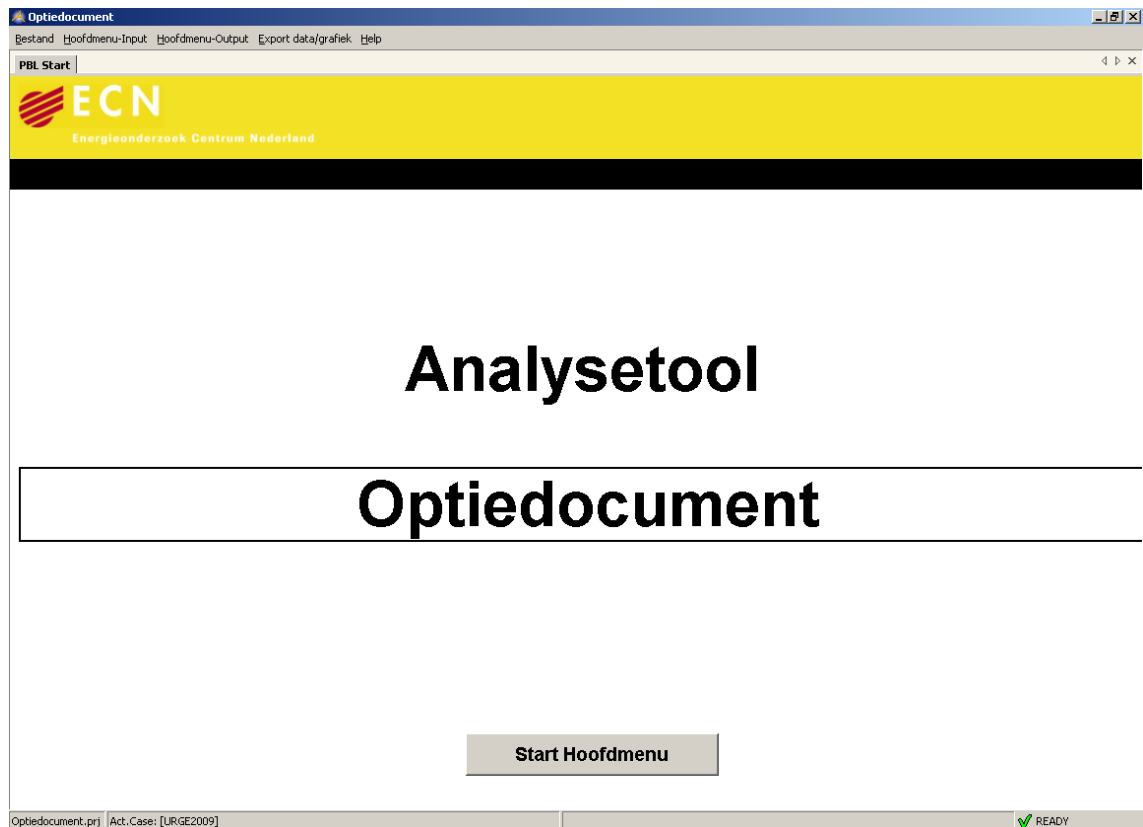 Optiedocument
Bestand Hoofdmenu-Input Hoofdmenu-Output Export data/grafiek Help
PBL Start
ECN
Energieonderzoek Centrum Nederland
Analysetool
Optiedocument
Start Hoofdmenu
Optiedocument.prj Act.Case: [URGE2009] READY